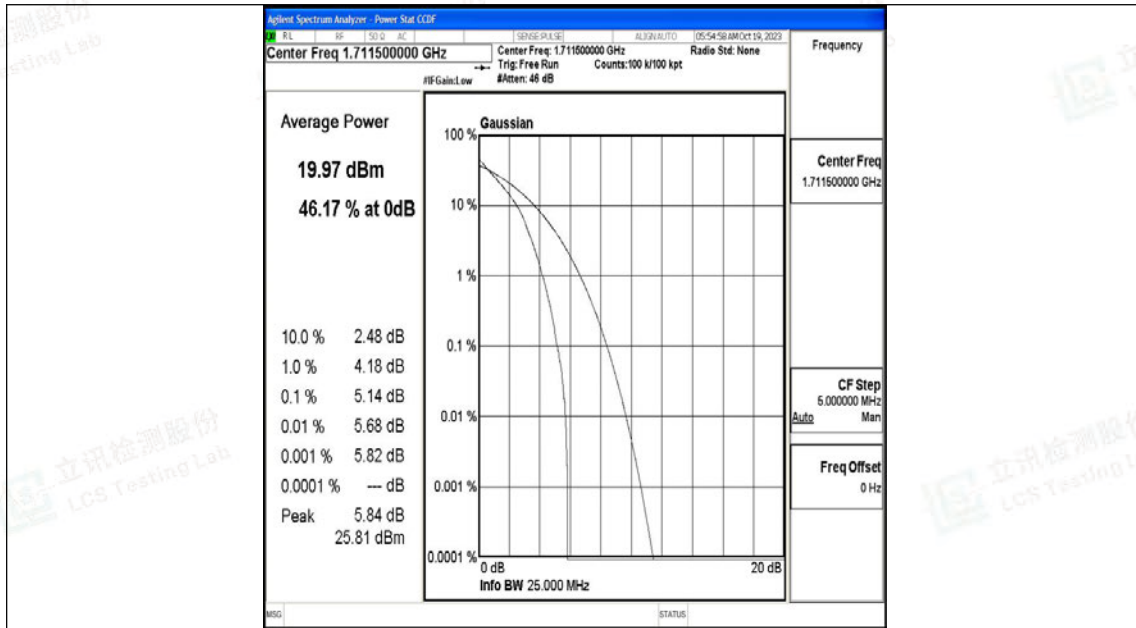 Agilent Spectrum Analyzer - Power Stat CCDF
RL RF 50 Ω AC SENSE:PULSE ALIGNAUTO 05:54:58 AM Oct 19, 2023
Center Freq 1.711500000 GHz
Center Freq: 1.711500000 GHz
Radio Std: None
Trig: Free Run Counts:100 k/100 kpt
#IFGain:Low #Atten: 46 dB
Frequency
Average Power
19.97 dBm
46.17 % at 0dB
10.0 % 2.48 dB
1.0 % 4.18 dB
0.1 % 5.14 dB
0.01 % 5.68 dB
0.001 % 5.82 dB
0.0001 % --- dB
Peak 5.84 dB
25.81 dBm
Gaussian
100 %
10 %
1 %
0.1 %
0.01 %
0.001 %
0.0001 %
0 dB 20 dB
Info BW 25.000 MHz
Center Freq
1.711500000 GHz
CF Step
5.000000 MHz
Auto Man
Freq Offset
0 Hz
MSG STATUS
立讯检测股份
LCS Testing Lab